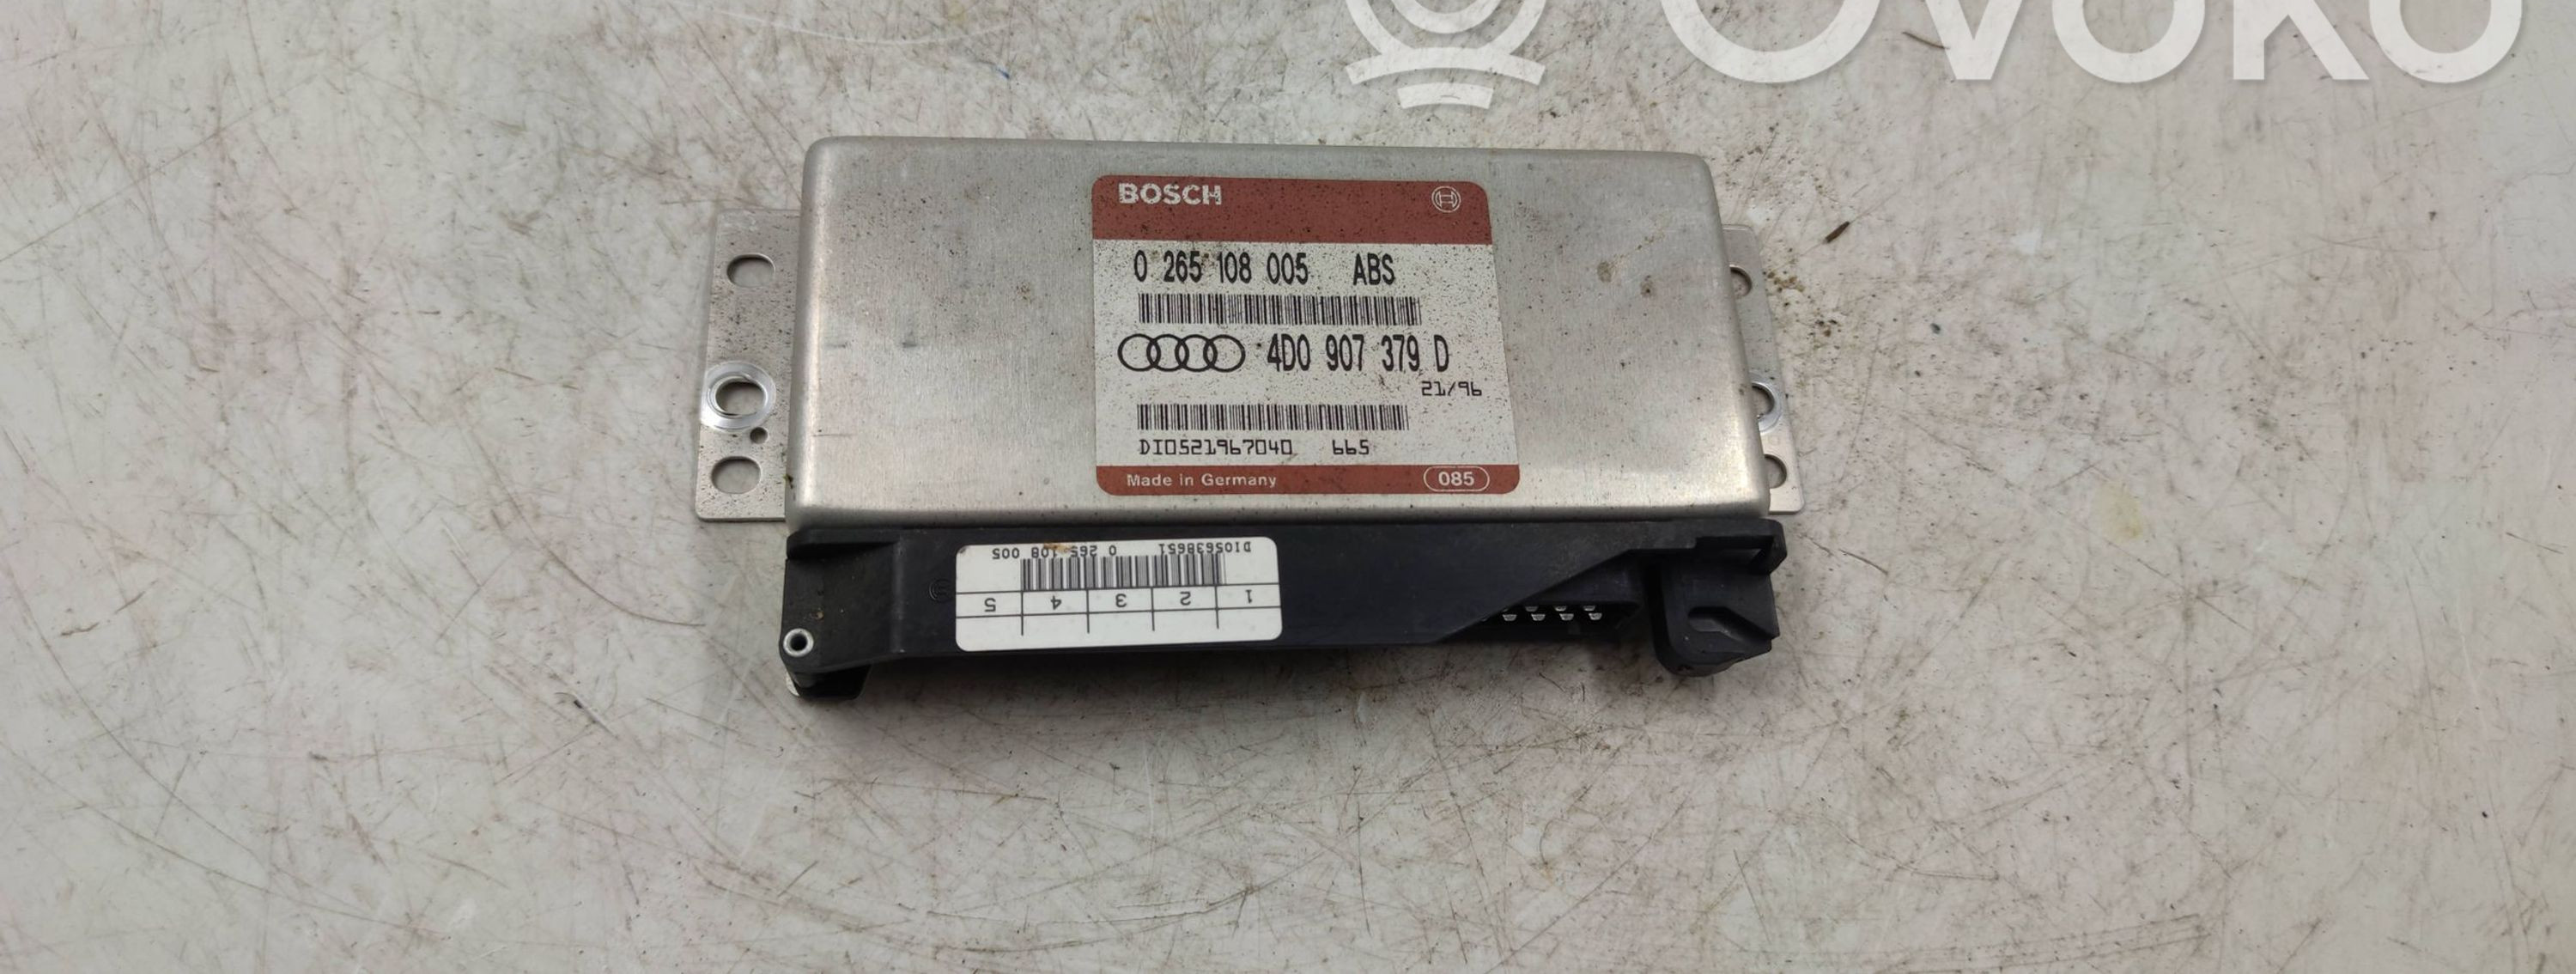 OVOKO
BOSCH
0 265 108 005 ABS
4D0 907 379 D
21/96
DI0521967040 665
Made in Germany 085
DI05638651 0 265 108 005
1 2 3 4 5